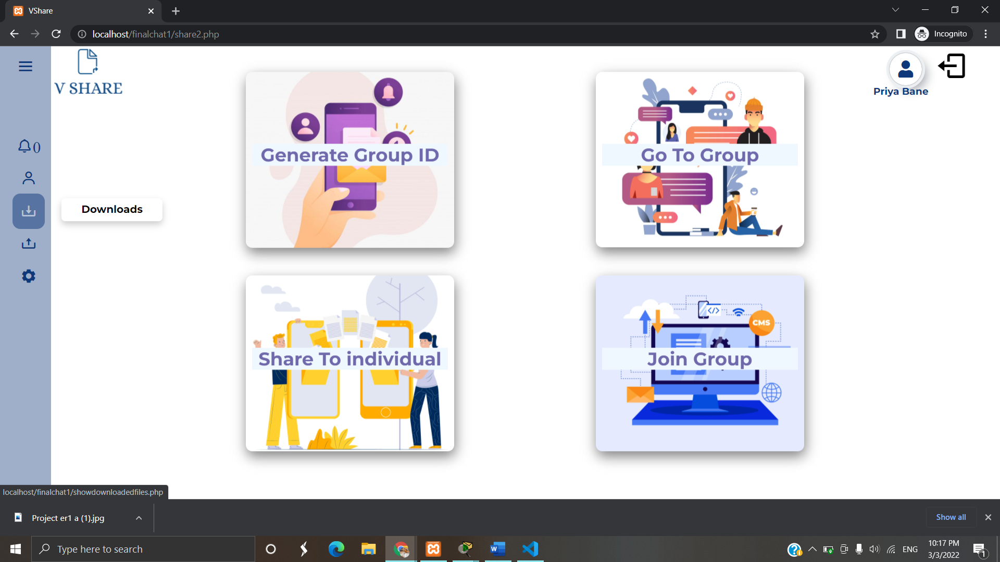 VShare
localhost/finalchat1/share2.php
Incognito
V SHARE
Priya Bane
0
Generate Group ID
Go To Group
Downloads
Share To individual
CMS
</>
Join Group
localhost/finalchat1/showdownloadedfiles.php
Project er1 a (1).jpg
Show all
Type here to search
W
ENG
10:17 PM
3/3/2022
1